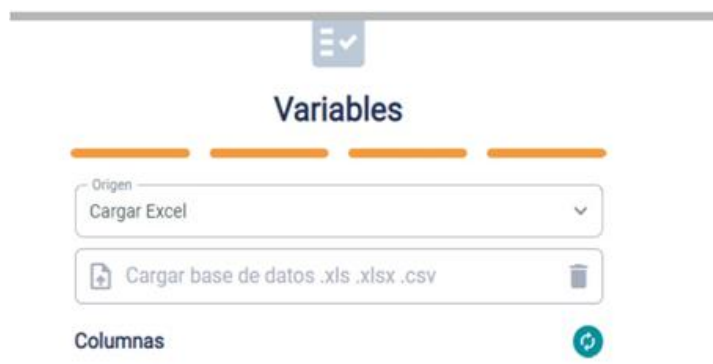 Variables
Origen
Cargar Excel
Cargar base de datos .xls .xlsx .csv
Columnas